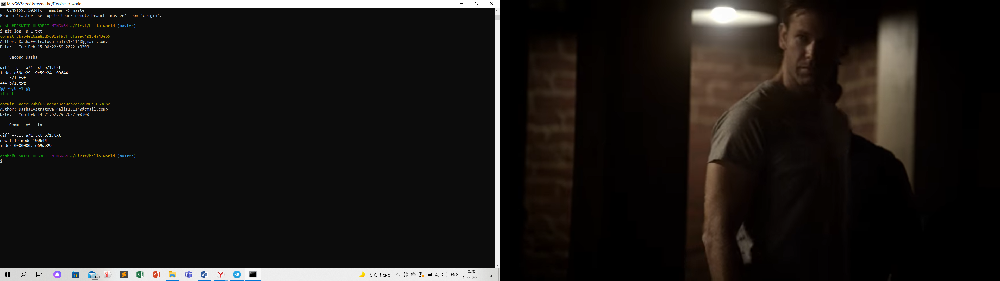 MINGW64:/c/Users/dasha/First/hello-world
0249f59..5024fcf  master -> master
Branch 'master' set up to track remote branch 'master' from 'origin'.
dasha@DESKTOP-UL53BJT MINGW64 ~/First/hello-world (master)
$ git log -p 1.txt
commit 8ba64e162e83d5c81ef98ffdf2ead401c4a43e65
Author: DashaEvstratova <alis131140@gmail.com>
Date:   Tue Feb 15 00:22:59 2022 +0300
Second Dasha
diff --git a/1.txt b/1.txt
index e69de29..9c59e24 100644
--- a/1.txt
+++ b/1.txt
@@ -0,0 +1 @@
+first
commit 5aece524bf6310c4ac3cc0eb2ec2a0a0a10636be
Author: DashaEvstratova <alis131140@gmail.com>
Date:   Mon Feb 14 21:52:29 2022 +0300
Commit of 1.txt
diff --git a/1.txt b/1.txt
new file mode 100644
index 0000000..e69de29
dasha@DESKTOP-UL53BJT MINGW64 ~/First/hello-world (master)
$
99+
-9°C Ясно
ENG
0:28
15.02.2022